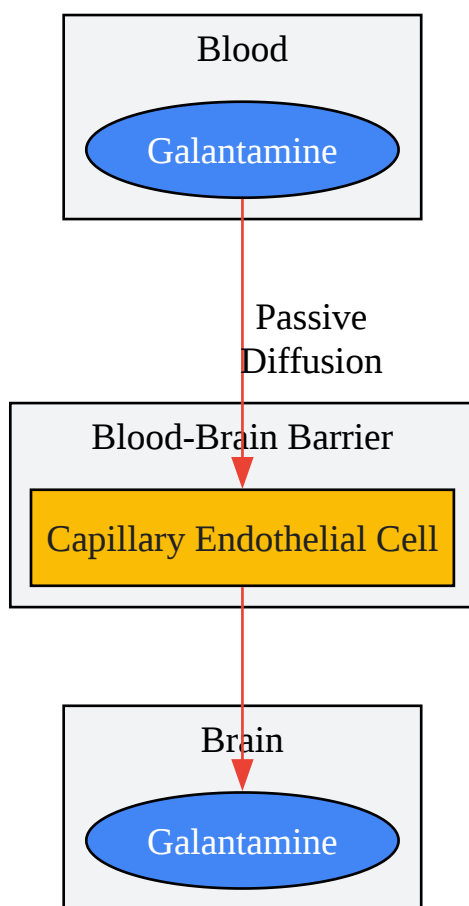 Blood
Galantamine
Passive
Diffusion
Blood-Brain Barrier
Capillary Endothelial Cell
Brain
Galantamine